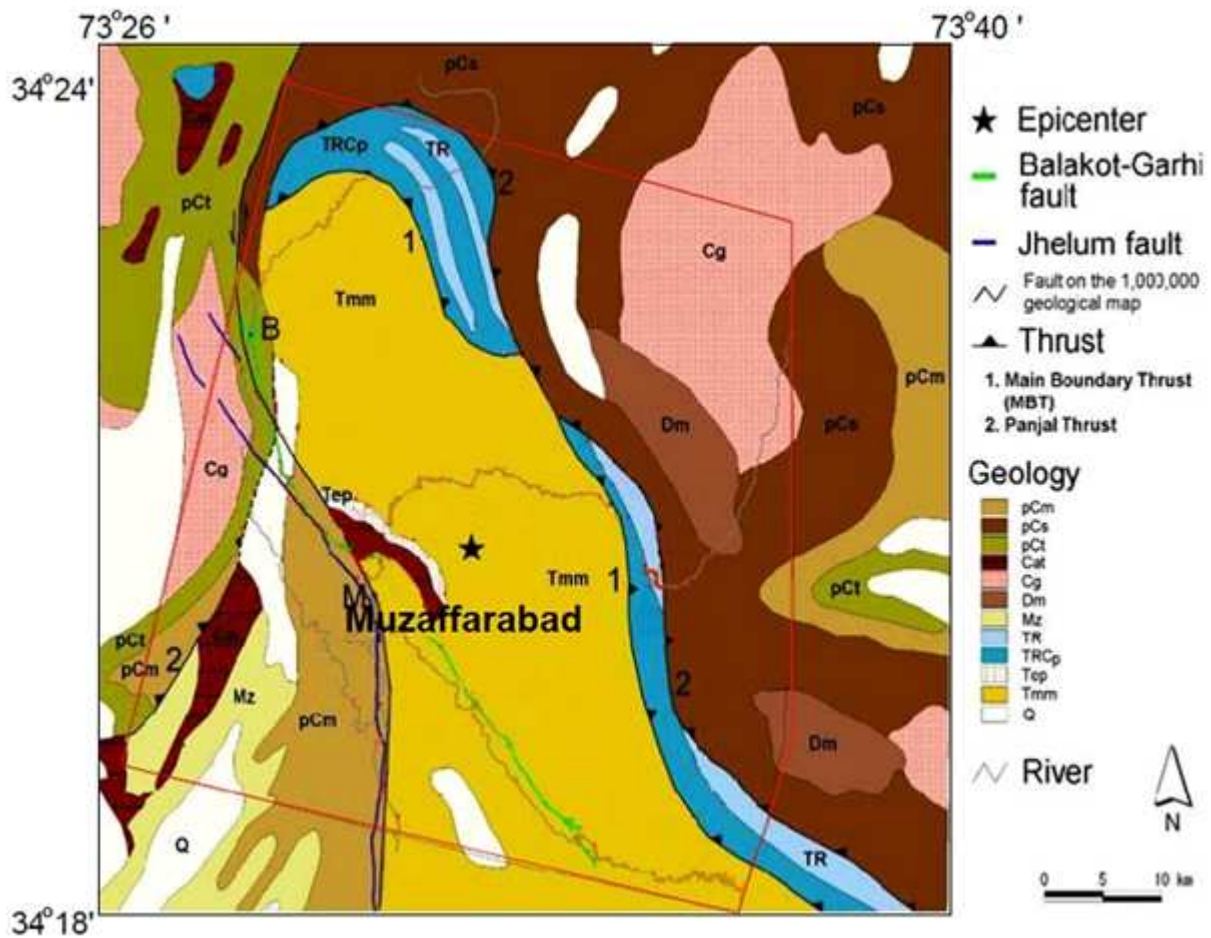 73°26 '
73°40 '
34°24'
34°18'
pCs
pCs
TRCp
TR
2
pCt
1
Cg
Tmm
B
pCm
Dm
pCs
Cg
Tep
Tmm
1
pCt
M
Muzaffarabad
pCt
pCm
2
2
Mz
pCm
Dm
Q
TR
Epicenter
Balakot-Garhi
fault
Jhelum fault
Fault on the 1,000,000
geological map
Thrust
1. Main Boundary Thrust
(MBT)
2. Panjal Thrust
Geology
pCm
pCs
pCt
Cat
Cg
Dm
Mz
TR
TRCp
Tep
Tmm
Q
River
N
0 5 10 km